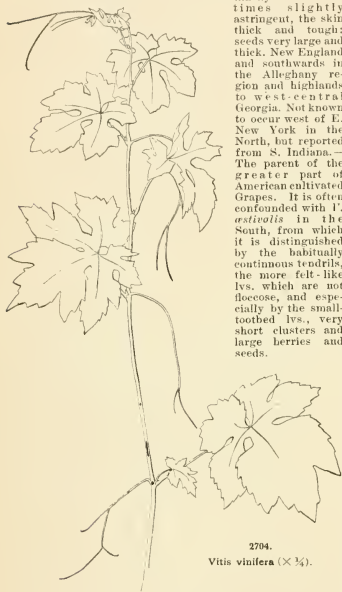 times slightly
astringent, the skin
thick and tough:
seeds very large and
thick. New England
and southwards in
the Alleghany re-
gion and highlands
to west-central
Georgia. Not known
to occur west of E.
New York in the
North, but reported
from S. Indiana.—
The parent of the
greater part of
American cultivated
Grapes. It is often
confounded with V.
æstivalis in the
South, from which
it is distinguished
by the babitually
continnous tendrils,
the more felt-like
lvs. which are not
floccose, and espe-
cially by the small-
tootbed lvs., very
short clusters and
large berries and
seeds.
2704.
Vitis vinifera (× ¾).